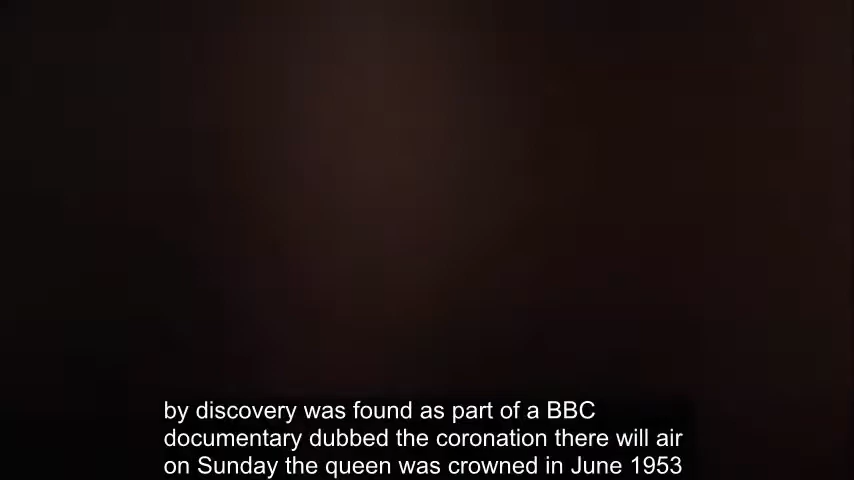 by discovery was found as part of a BBC
documentary dubbed the coronation there will air
on Sunday the queen was crowned in June 1953